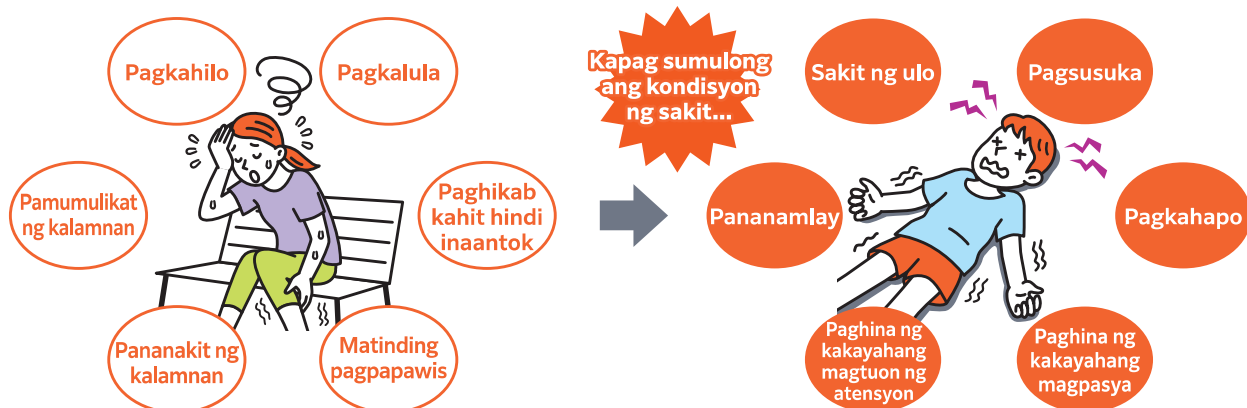 Pagkahilo
Pagkalula
Pamumulikat
ng kalamnan
Paghikab
kahit hindi
inaantok
Pananakit ng
kalamnan
Matinding
pagpapawis
Kapag sumulong
ang kondisyon
ng sakit...
Sakit ng ulo
Pagsusuka
Pananamlay
Pagkahapo
Paghina ng
kakayahang
magtuon ng
atensyon
Paghina ng
kakayahang
magpasya